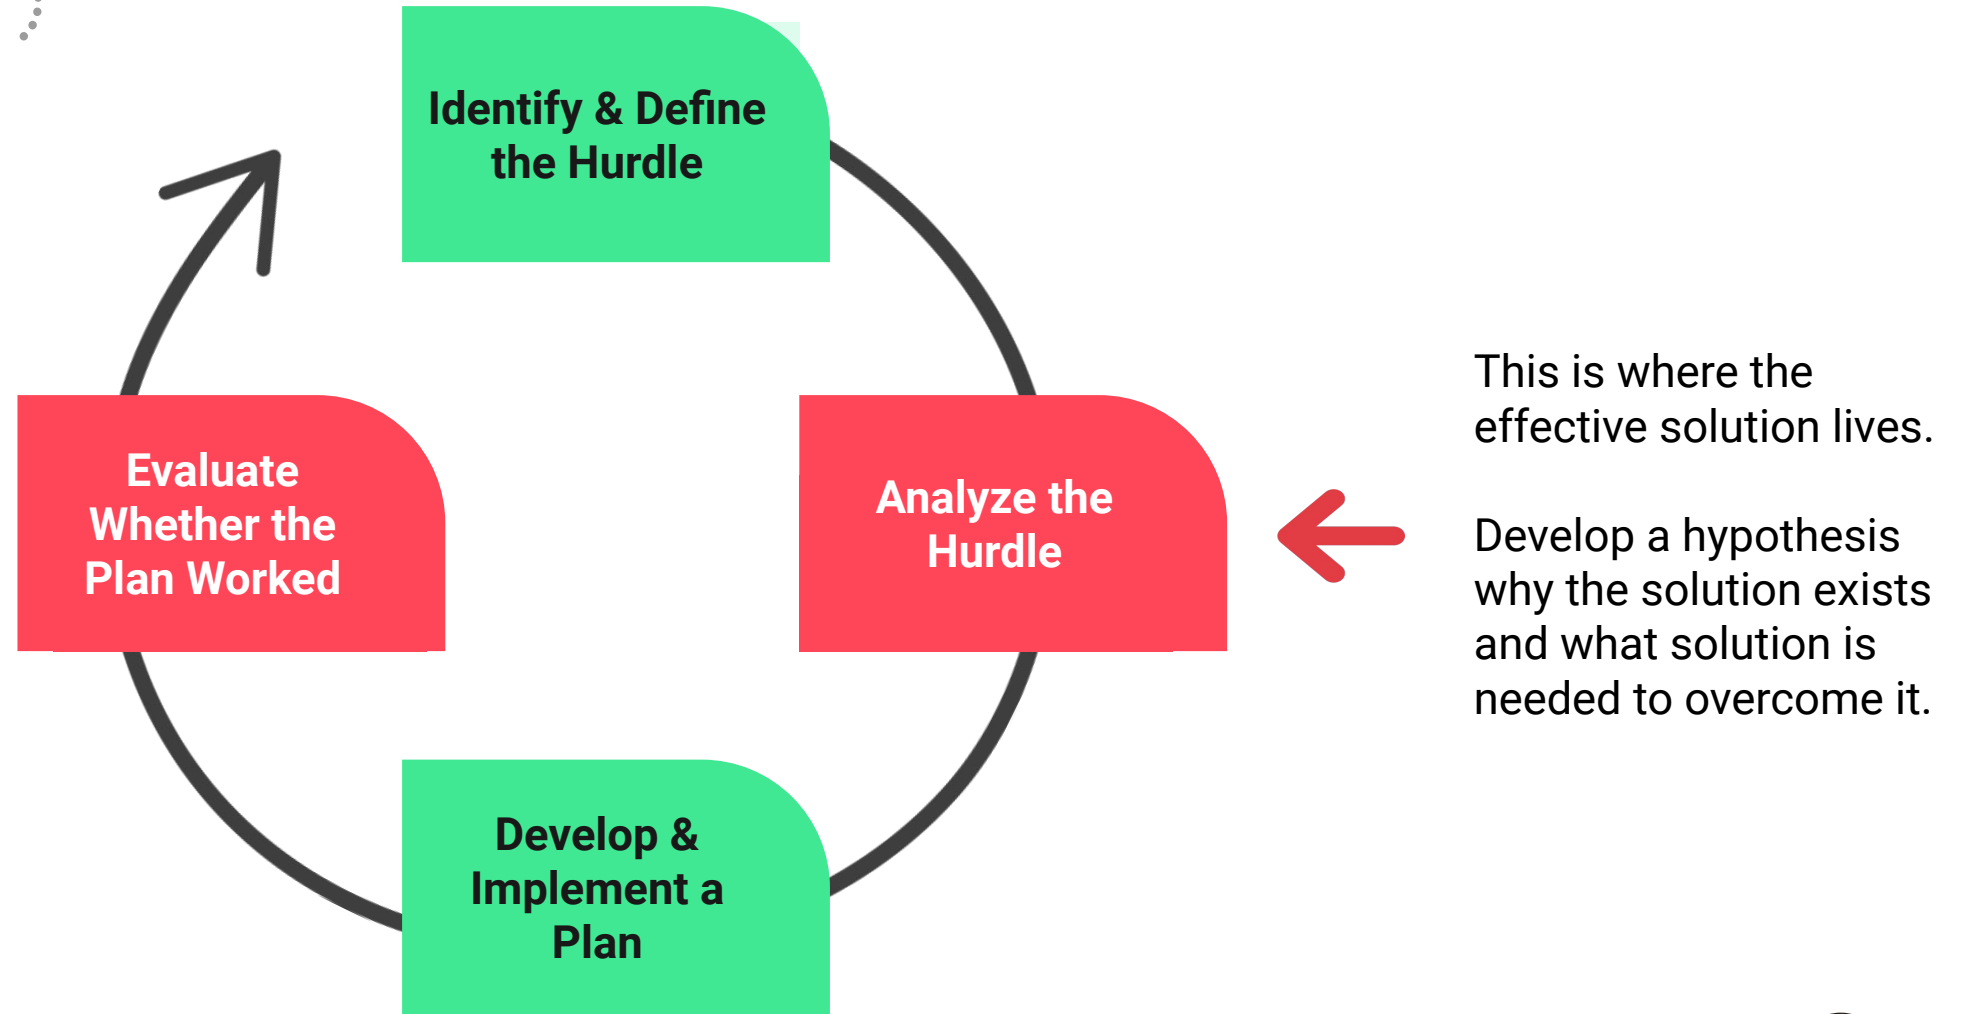 Identify & Define
the Hurdle
Evaluate
Whether the
Plan Worked
Analyze the
Hurdle
This is where the
effective solution lives.
Develop a hypothesis
why the solution exists
and what solution is
needed to overcome it.
Develop &
Implement a
Plan